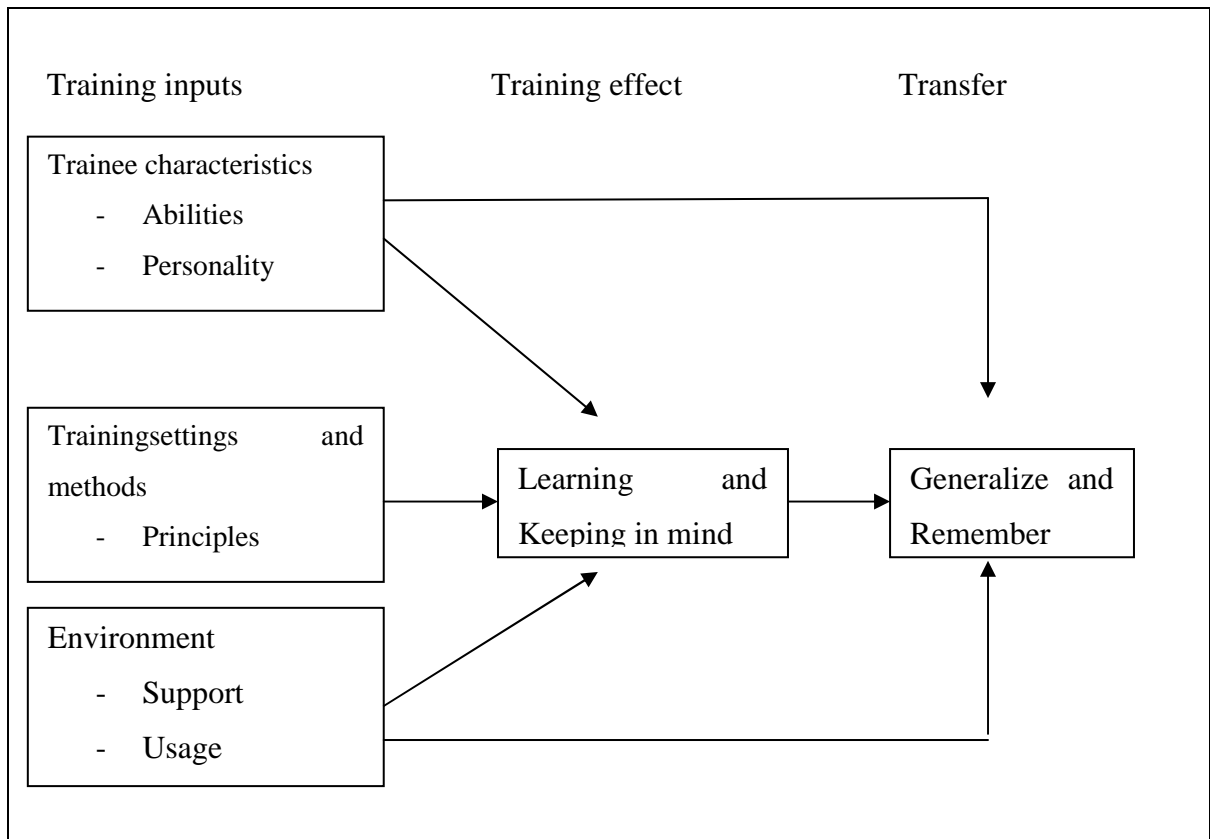 Training inputs Training effect Transfer
Trainee characteristics
- Abilities
- Personality
Trainingsettings and
methods
- Principles
Learning and
Keeping in mind
Generalize and
Remember
Environment
- Support
- Usage